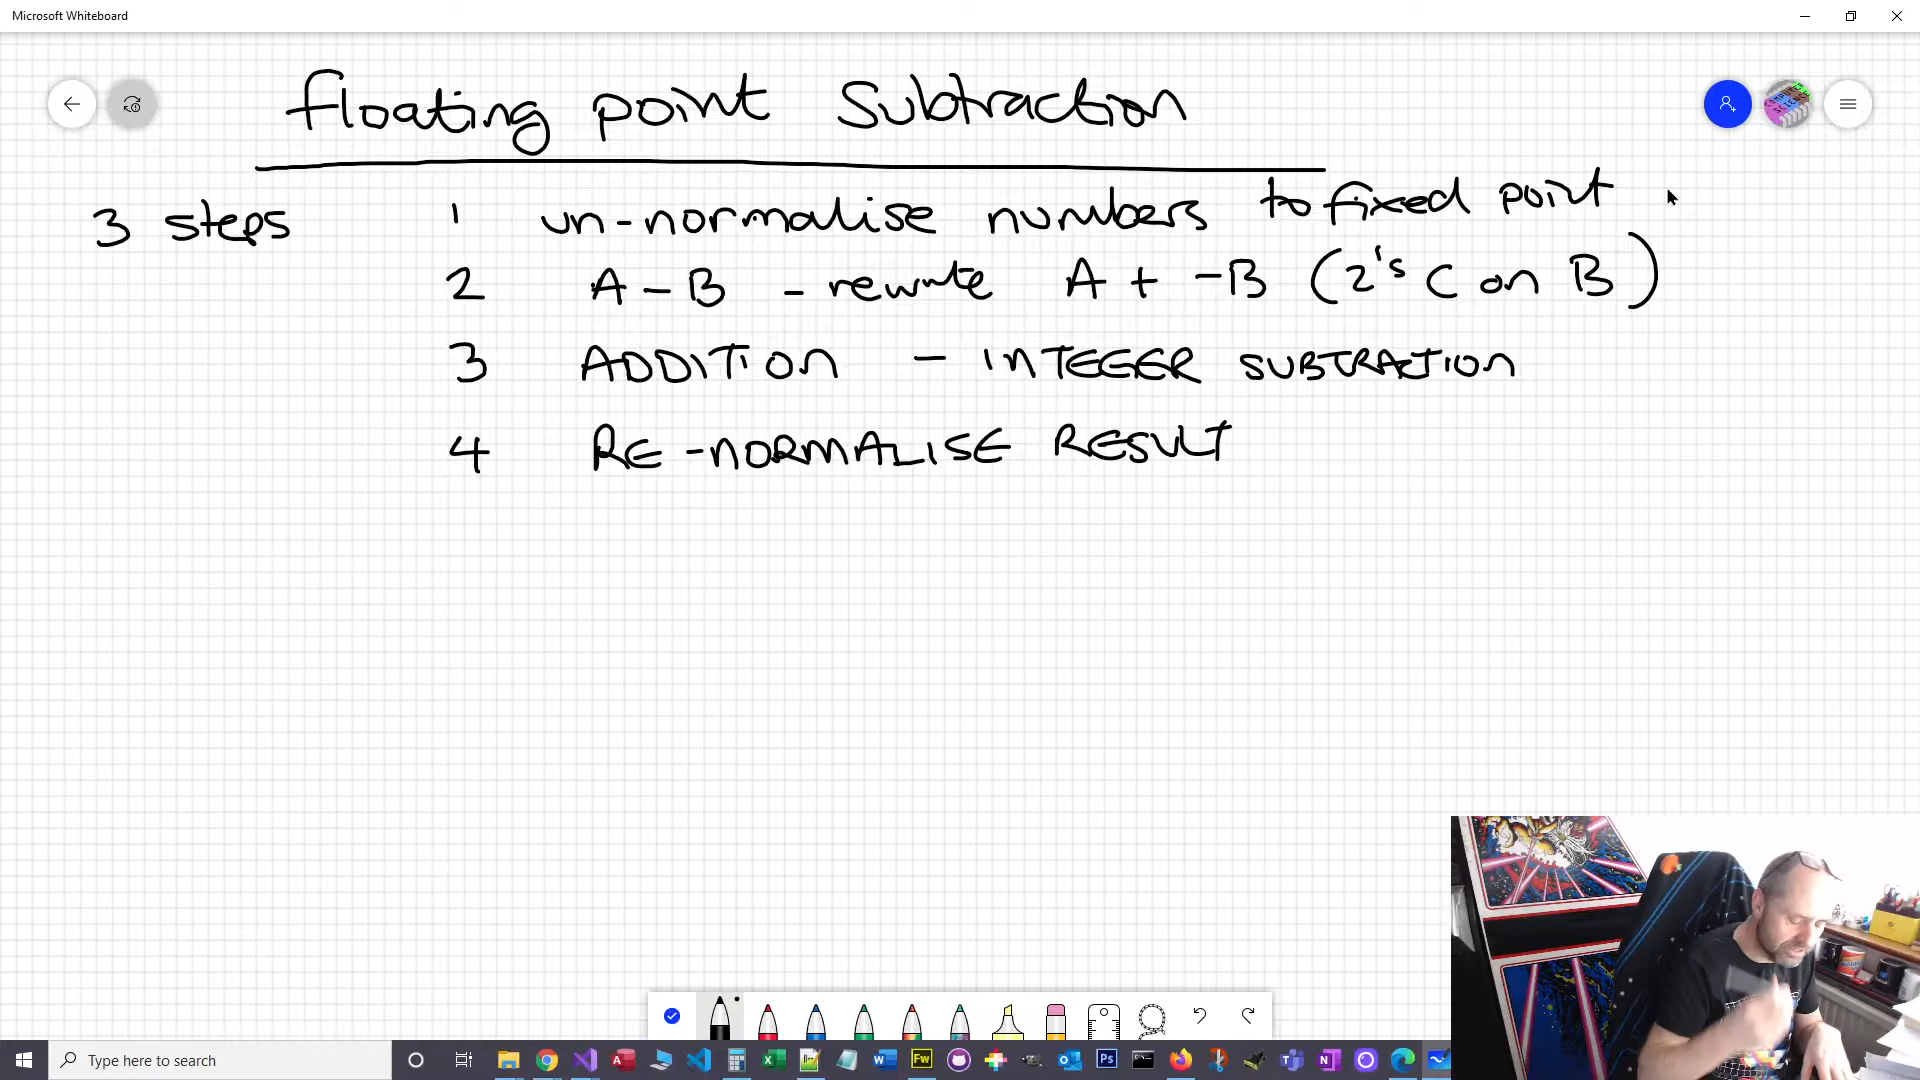 Microsoft Whiteboard
floating point Subtraction
3 steps
1 un-normalise numbers to fixed point
2 A - B - rewrite A + -B (2's C on B)
3 ADDITION - INTEGER SUBTRACTION
4 RE-NORMALISE RESULT
Type here to search